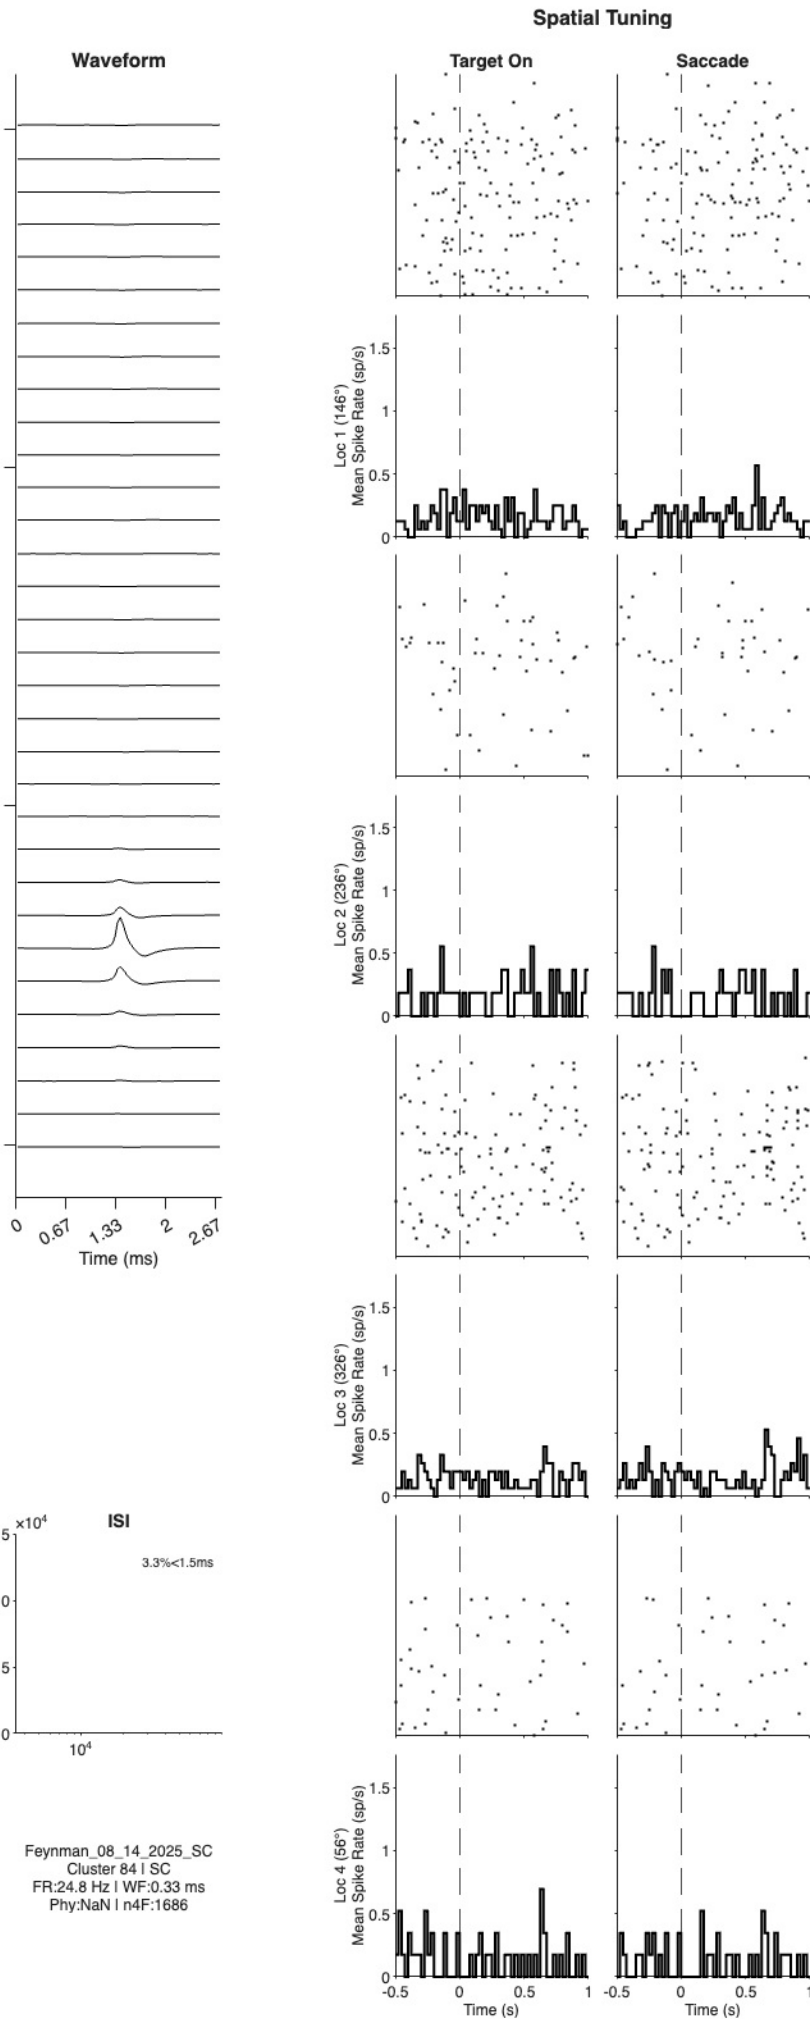 Spatial Tuning
Waveform
Target On
Saccade
Loc 1 (146°)
Mean Spike Rate (sp/s)
1.5
1
0.5
0
Loc 2 (236°)
Mean Spike Rate (sp/s)
1.5
1
0.5
0
0 0.67 1.33 2 2.67
Time (ms)
Loc 3 (326°)
Mean Spike Rate (sp/s)
1.5
1
0.5
0
ISI
×10⁴
5
0
5
0
3.3%<1.5ms
10⁴
Loc 4 (56°)
Mean Spike Rate (sp/s)
1.5
1
0.5
0
Feynman_08_14_2025_SC
Cluster 84 | SC
FR:24.8 Hz | WF:0.33 ms
Phy:NaN | n4F:1686
-0.5 0 0.5 1
Time (s)
-0.5 0 0.5 1
Time (s)